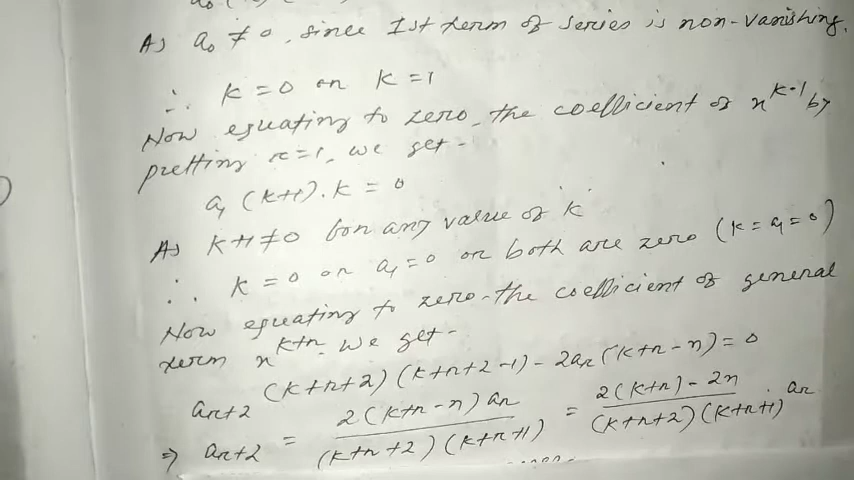 As a₀ ≠ 0, since 1st term of series is non-vanishing.
∴ k = 0 or k = 1
Now equating to zero, the coefficient of x^{k-1} by
putting r=1, we get -
a₁ (k+1). k = 0
As k+1 ≠ 0 for any value of 'k'
∴ k = 0 or a₁ = 0 or both are zero (k = a₁ = 0)
Now equating to zero - the coefficient of general
term x^{k+r}. We get -
a_{r+2} (k+r+2) (k+r+2-1) - 2a_r (k+r-n) = 0
⇒ a_{r+2} = \frac{2(k+r-n) a_r}{(k+r+2)(k+r+1)} = \frac{2(k+r) - 2n}{(k+r+2)(k+r+1)} a_r